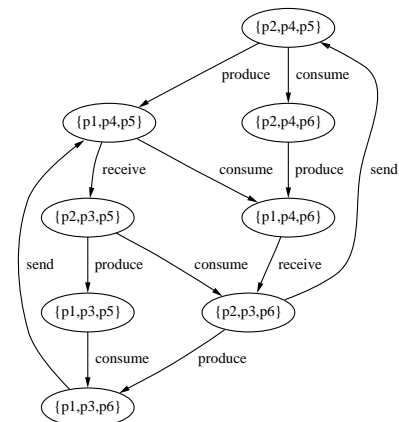 {p2,p4,p5}
produce consume
{p1,p4,p5} {p2,p4,p6}
receive consume produce send
{p2,p3,p5} {p1,p4,p6}
send produce consume receive
{p1,p3,p5} {p2,p3,p6}
consume produce
{p1,p3,p6}